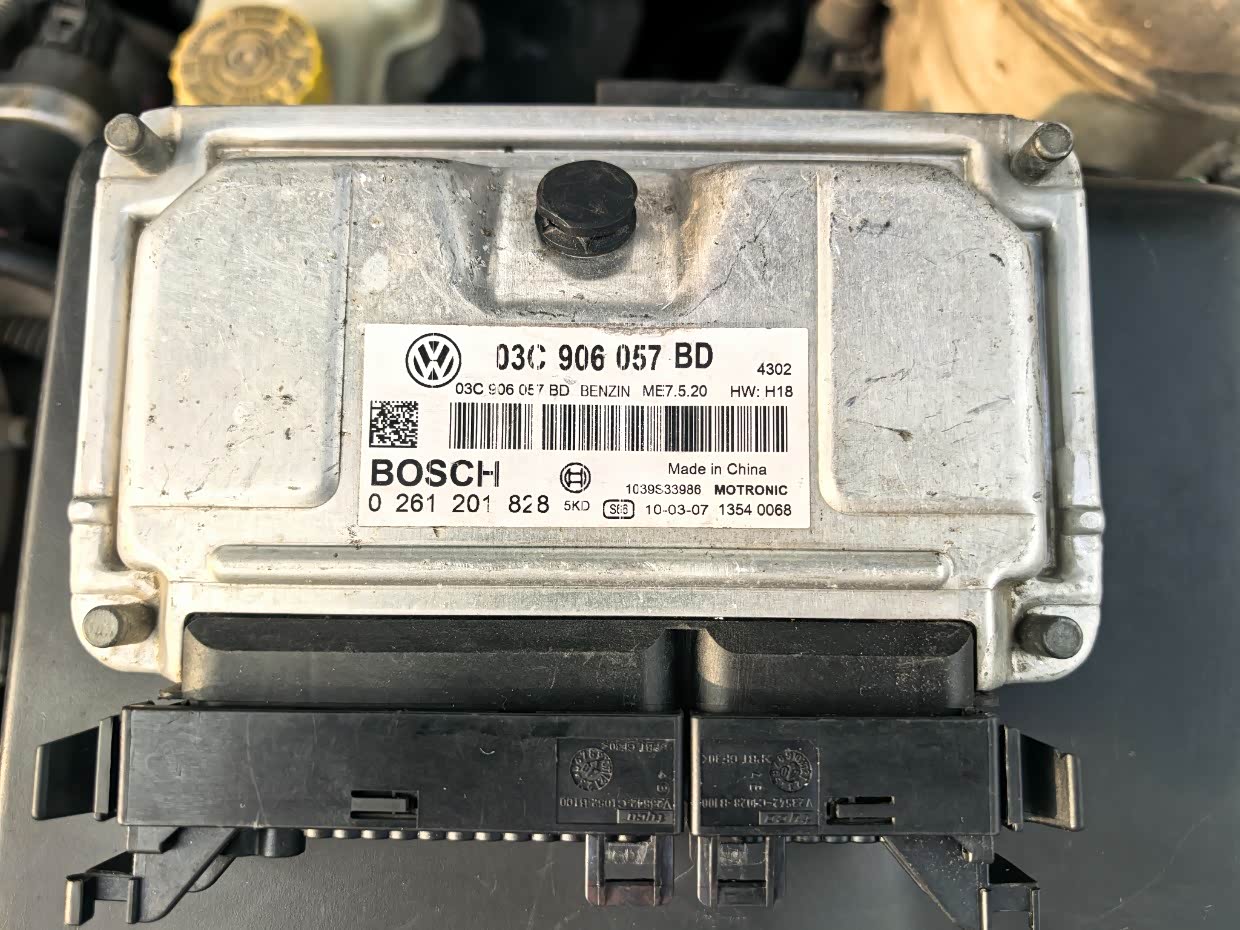 03C 906 057 BD
4302
03C 906 057 BD BENZIN ME7.5.20 HW: H18
BOSCH
Made in China
1039S33986 MOTRONIC
0 261 201 828 5KD S66 10-03-07 1354 0068